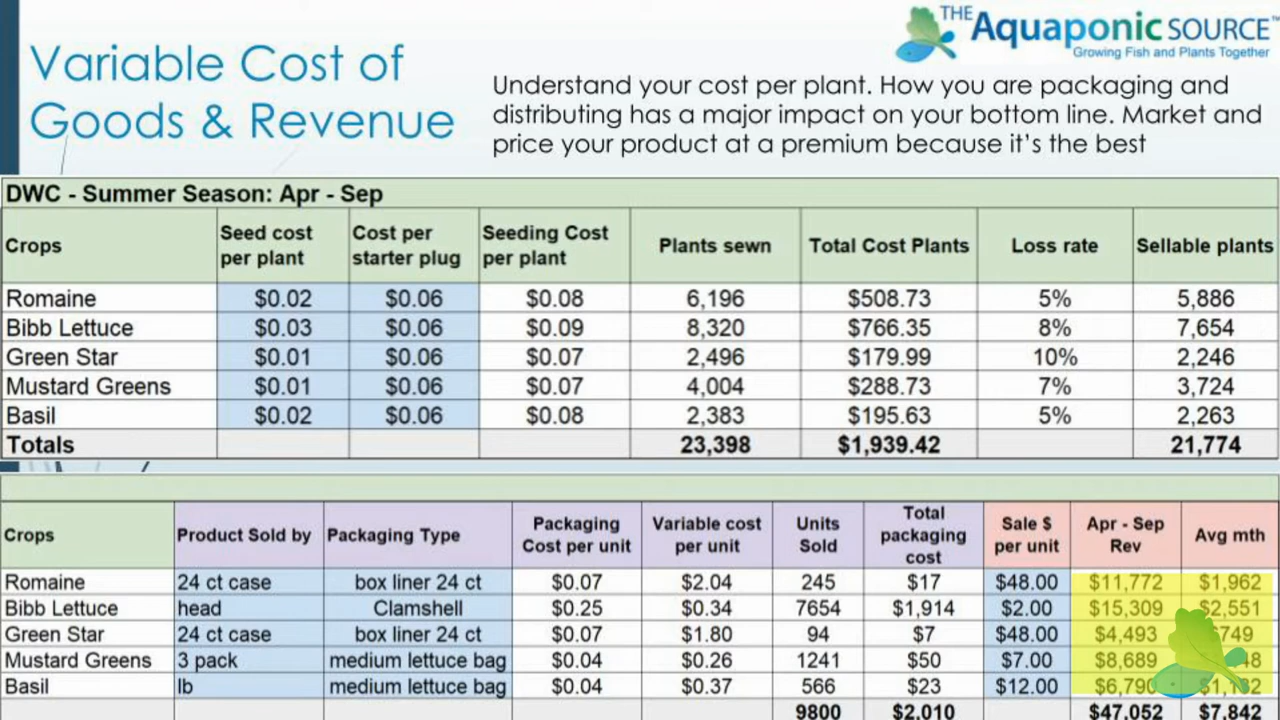 Variable Cost of
Goods & Revenue
THE
Aquaponic SOURCE™
Growing Fish and Plants Together
Understand your cost per plant. How you are packaging and
distributing has a major impact on your bottom line. Market and
price your product at a premium because it's the best
DWC - Summer Season: Apr - Sep
Crops Seed cost per plant Cost per starter plug Seeding Cost per plant Plants sewn Total Cost Plants Loss rate Sellable plants
Romaine $0.02 $0.06 $0.08 6,196 $508.73 5% 5,886
Bibb Lettuce $0.03 $0.06 $0.09 8,320 $766.35 8% 7,654
Green Star $0.01 $0.06 $0.07 2,496 $179.99 10% 2,246
Mustard Greens $0.01 $0.06 $0.07 4,004 $288.73 7% 3,724
Basil $0.02 $0.06 $0.08 2,383 $195.63 5% 2,263
Totals 23,398 $1,939.42 21,774
Crops Product Sold by Packaging Type Packaging Cost per unit Variable cost per unit Units Sold Total packaging cost Sale $ per unit Apr - Sep Rev Avg mth
Romaine 24 ct case box liner 24 ct $0.07 $2.04 245 $17 $48.00 $11,772 $1,962
Bibb Lettuce head Clamshell $0.25 $0.34 7654 $1,914 $2.00 $15,309 $2,551
Green Star 24 ct case box liner 24 ct $0.07 $1.80 94 $7 $48.00 $4,493
Mustard Greens 3 pack medium lettuce bag $0.04 $0.26 1241 $50 $7.00 $8,689
Basil lb medium lettuce bag $0.04 $0.37 566 $23 $12.00 $6,790
9800 $2,010 $47,052 $7,842